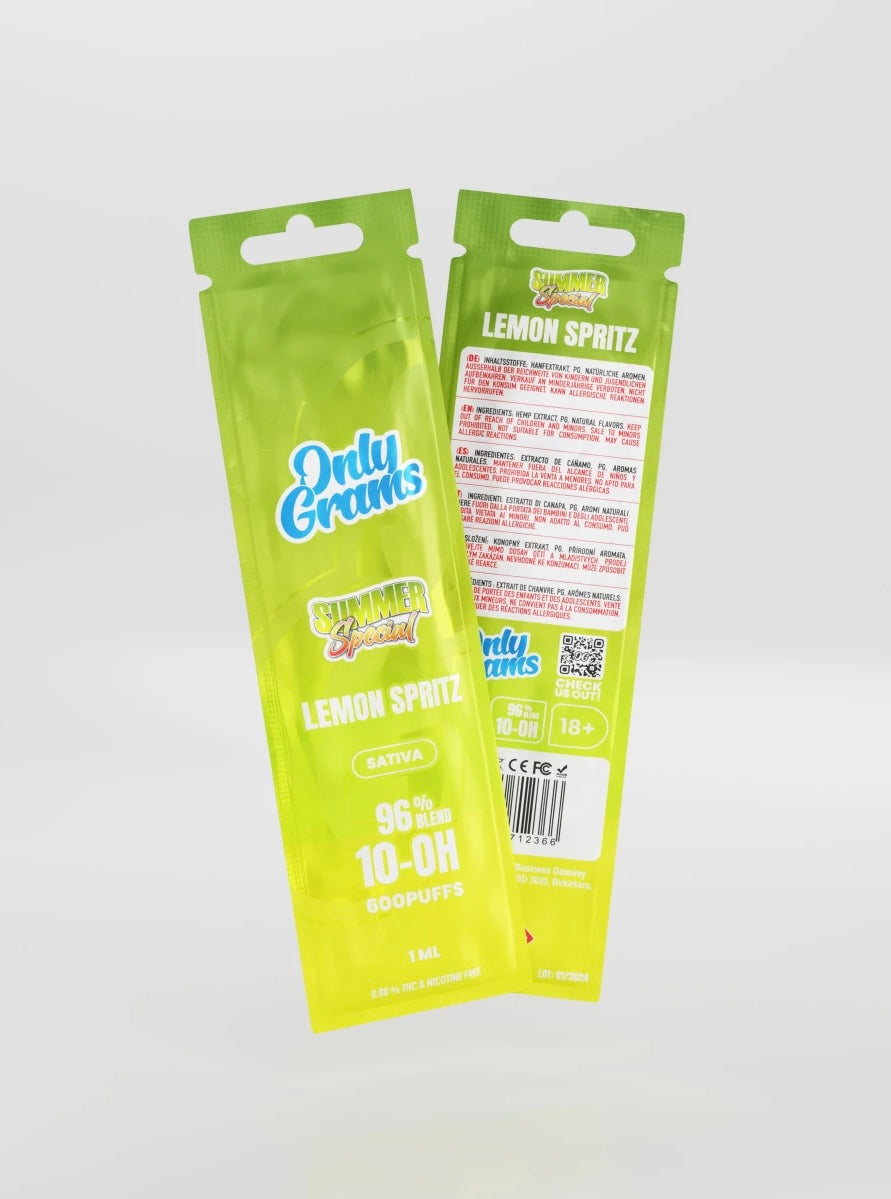 Only
Grams
SUMMER
Special
LEMON SPRITZ
SATIVA
96% BLEND
10-OH
600PUFFS
1 ML
0.00 % THC & NICOTINE FREE
SUMMER
Special
LEMON SPRITZ
(DE) INHALTSSTOFFE: HANFEXTRAKT, PG, NATÜRLICHE AROMEN.
AUSSERHALB DER REICHWEITE VON KINDERN UND JUGENDLICHEN
AUFBEWAHREN. VERKAUF AN MINDERJÄHRIGE VERBOTEN. NICHT
FÜR DEN KONSUM GEEIGNET. KANN ALLERGISCHE REAKTIONEN
HERVORRUFEN.
(EN) INGREDIENTS: HEMP EXTRACT, PG, NATURAL FLAVORS. KEEP
OUT OF REACH OF CHILDREN AND MINORS. SALE TO MINORS
PROHIBITED. NOT SUITABLE FOR CONSUMPTION. MAY CAUSE
ALLERGIC REACTIONS.
(ES) INGREDIENTES: EXTRACTO DE CÁÑAMO, PG, AROMAS
NATURALES. MANTENER FUERA DEL ALCANCE DE NIÑOS Y
ADOLESCENTES. PROHIBIDA LA VENTA A MENORES. NO APTO PARA
EL CONSUMO. PUEDE PROVOCAR REACCIONES ALÉRGICAS.
INGREDIENTI: ESTRATTO DI CANAPA, PG, AROMI NATURALI.
FUORI DALLA PORTATA DEI BAMBINI E DEGLI ADOLESCENTI.
VIETATA AI MINORI. NON ADATTO AL CONSUMO. PUÒ
REAZIONI ALLERGICHE.
SLOŽENÍ: KONOPNÝ EXTRAKT, PG, PŘÍRODNÍ AROMATA.
MIMO DOSAH DĚTÍ A MLADISTVÝCH. PRODEJ
ZAKÁZÁN. NEVHODNÉ KE KONZUMACI. MŮŽE ZPŮSOBIT
REAKCE.
: EXTRAIT DE CHANVRE, PG, ARÔMES NATURELS.
DE PORTÉE DES ENFANTS ET DES ADOLESCENTS. VENTE
MINEURS, NE CONVIENT PAS À LA CONSOMMATION.
DES RÉACTIONS ALLERGIQUES.
CHECK
US OUT!
96% BLEND
10-OH
18+
CE FC
712366
Business Gateway
BD 3020, Birkirkara,
LOT: 01/2024